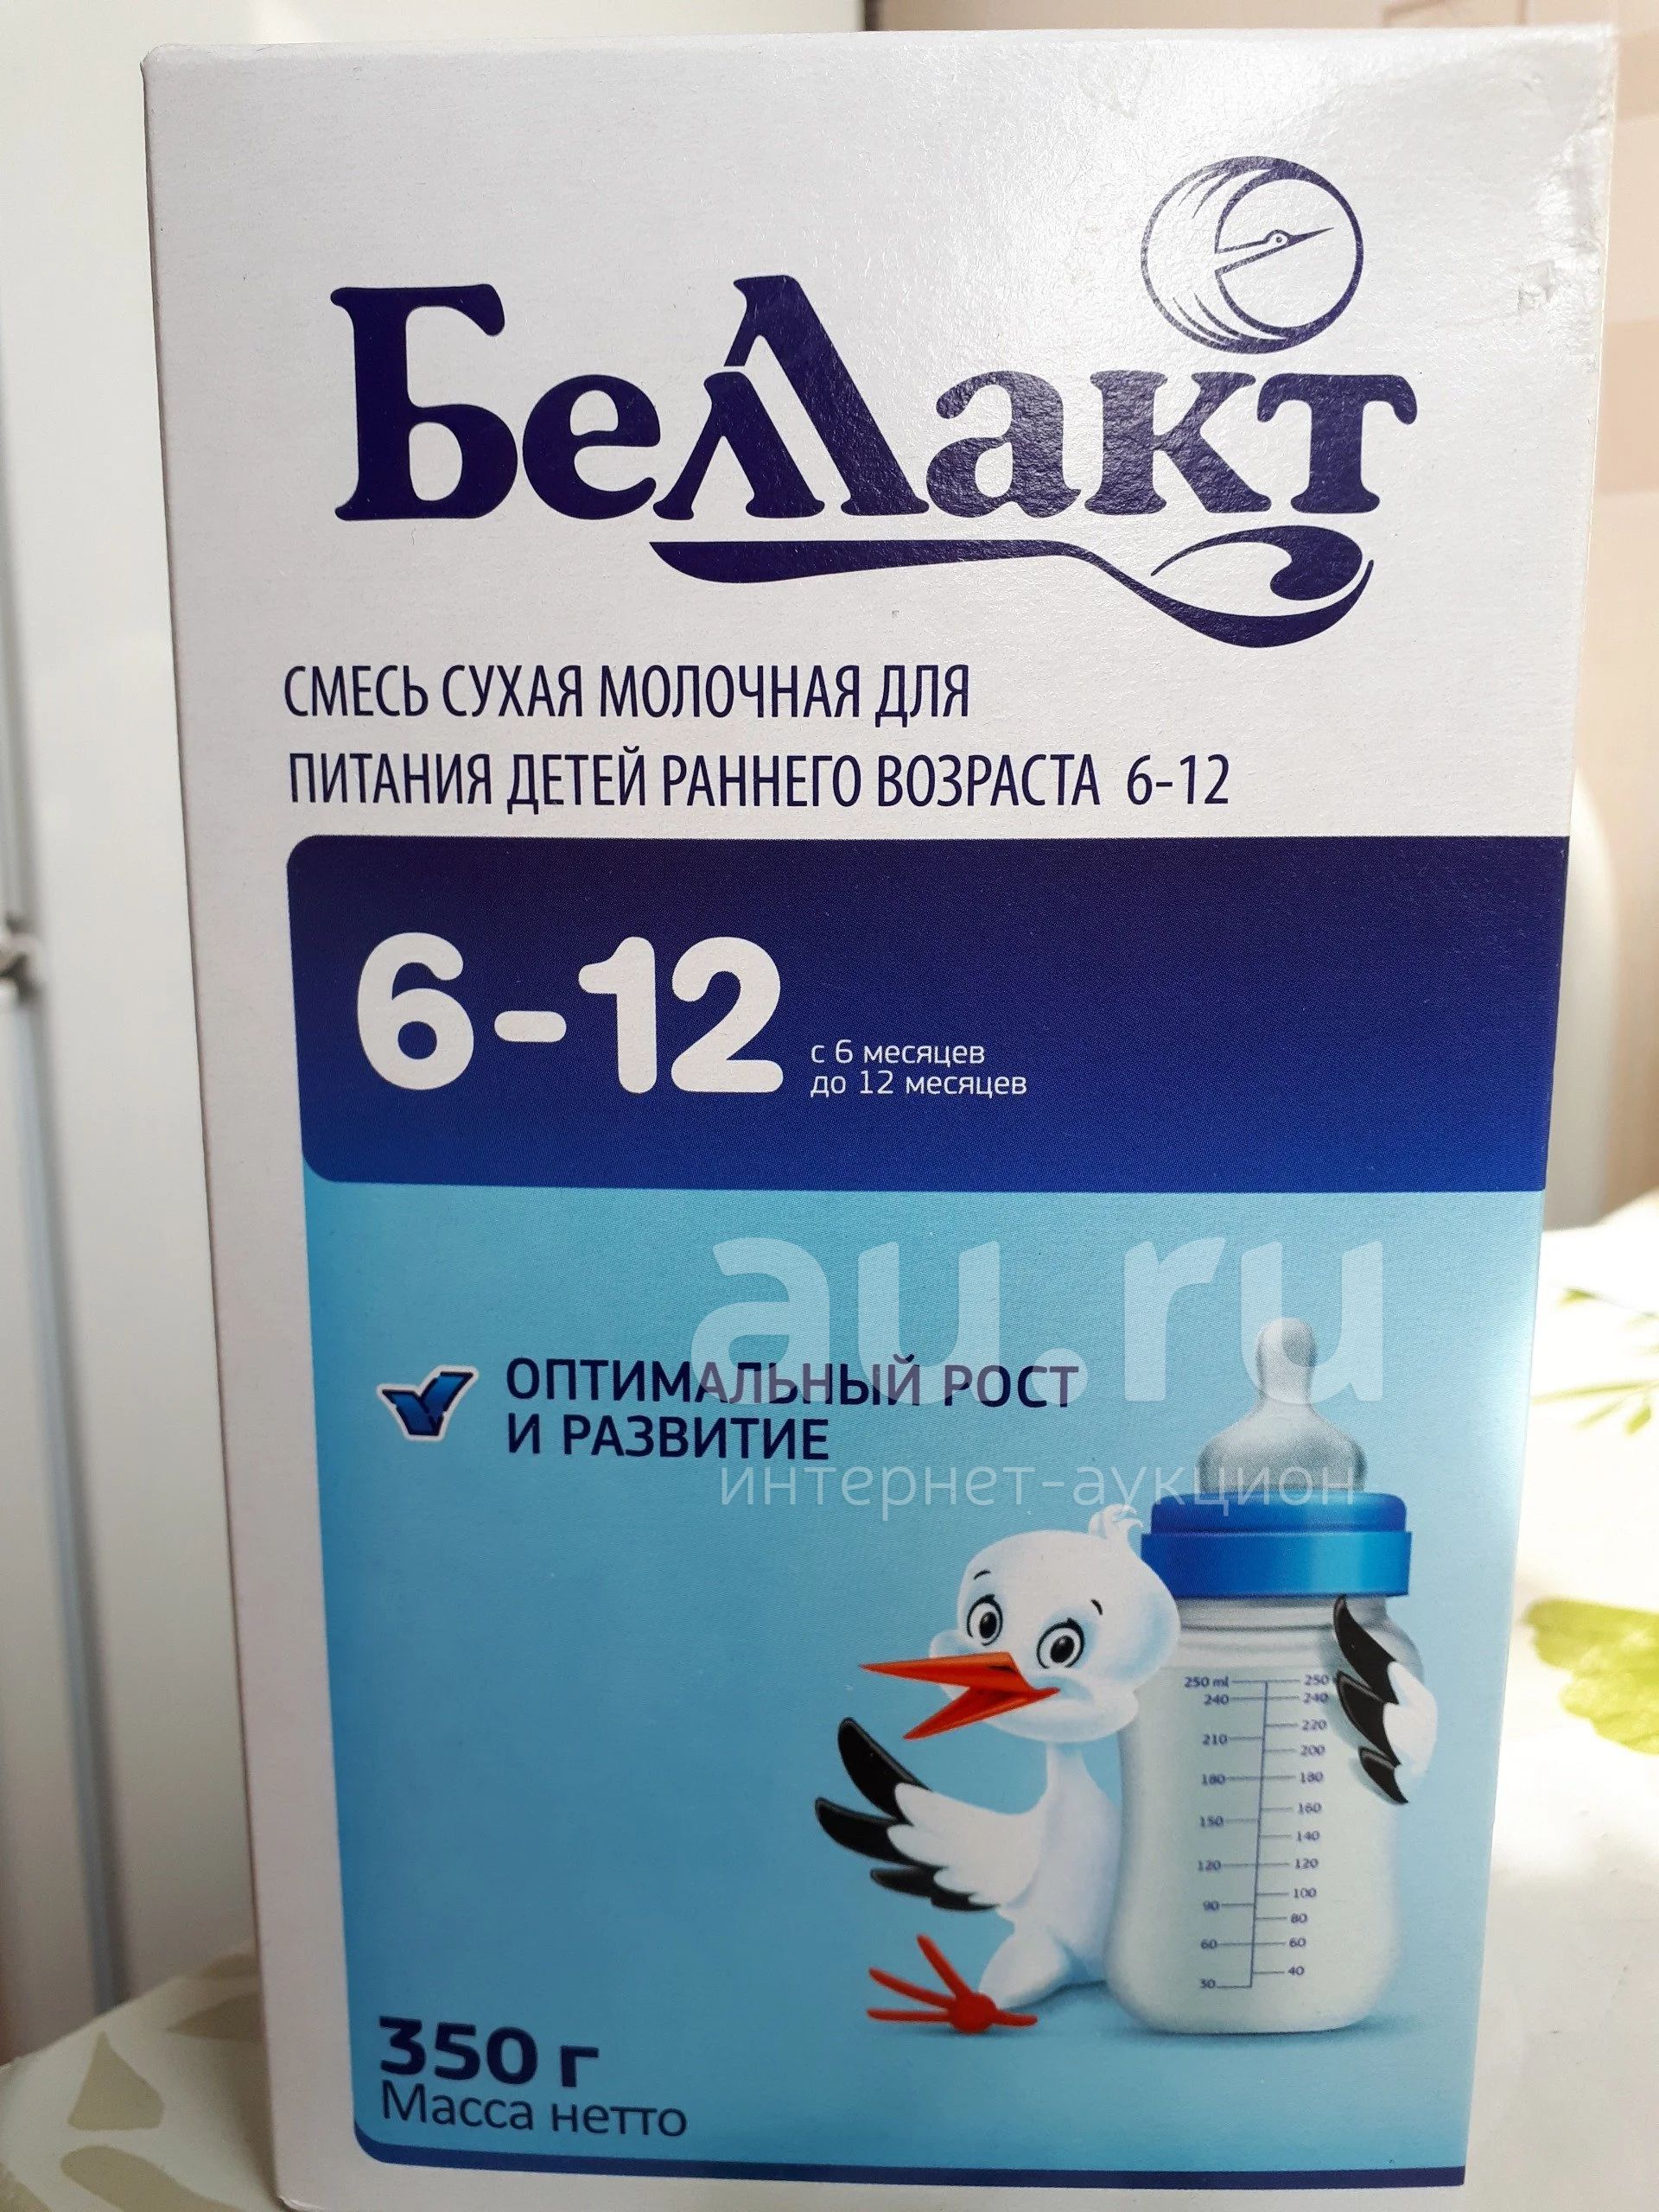 БеЛЛакт
СМЕСЬ СУХАЯ МОЛОЧНАЯ ДЛЯ
ПИТАНИЯ ДЕТЕЙ РАННЕГО ВОЗРАСТА 6-12
6-12
с 6 месяцев
до 12 месяцев
au.ru
ОПТИМАЛЬНЫЙ РОСТ
И РАЗВИТИЕ
интернет-аукцион
250 ml 250
240 240
220
210
200
180 180
160
150
140
120 120
100
90
80
60 60
40
30
350 г
Масса нетто